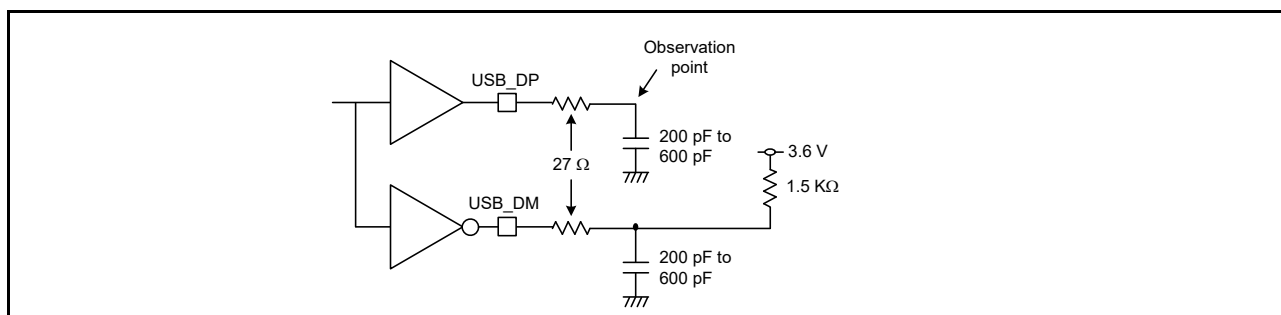 Observation
point
USB_DP
200 pF to
600 pF
3.6 V
27 Ω
1.5 KΩ
USB_DM
200 pF to
600 pF